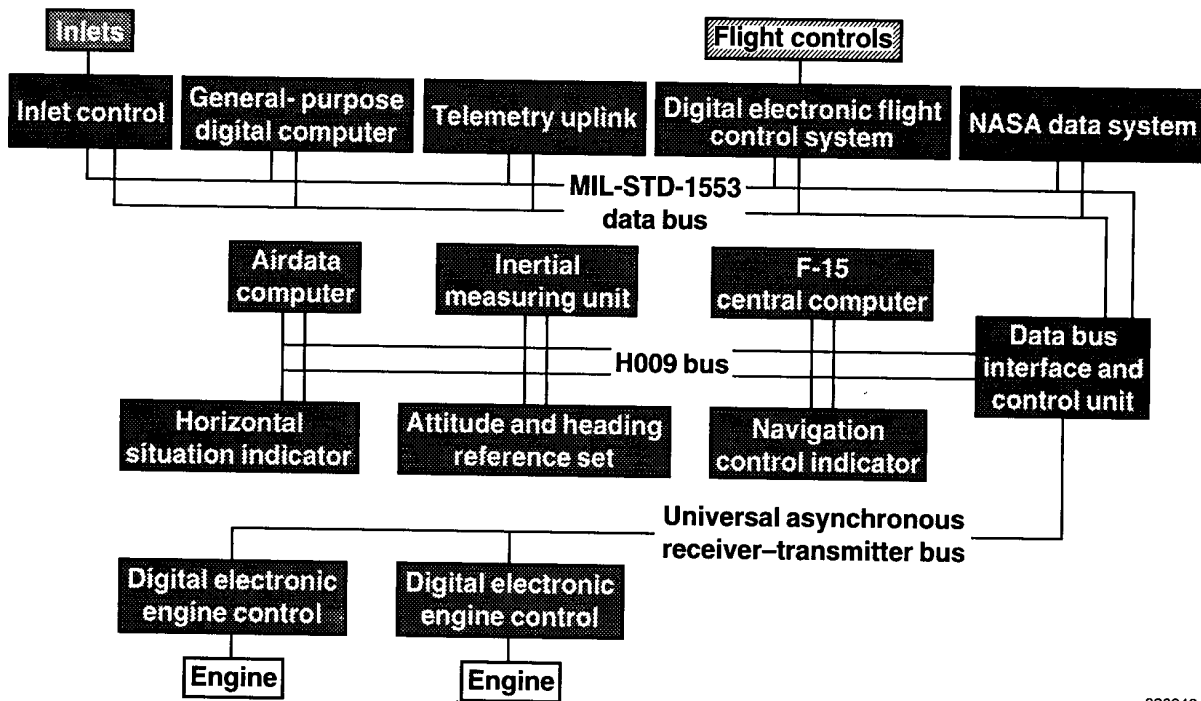 Inlets
Flight controls
Inlet control
General- purpose
digital computer
Telemetry uplink
Digital electronic flight
control system
NASA data system
MIL-STD-1553
data bus
Airdata
computer
Inertial
measuring unit
F-15
central computer
Data bus
interface and
control unit
H009 bus
Horizontal
situation indicator
Attitude and heading
reference set
Navigation
control indicator
Universal asynchronous
receiver–transmitter bus
Digital electronic
engine control
Digital electronic
engine control
Engine
Engine